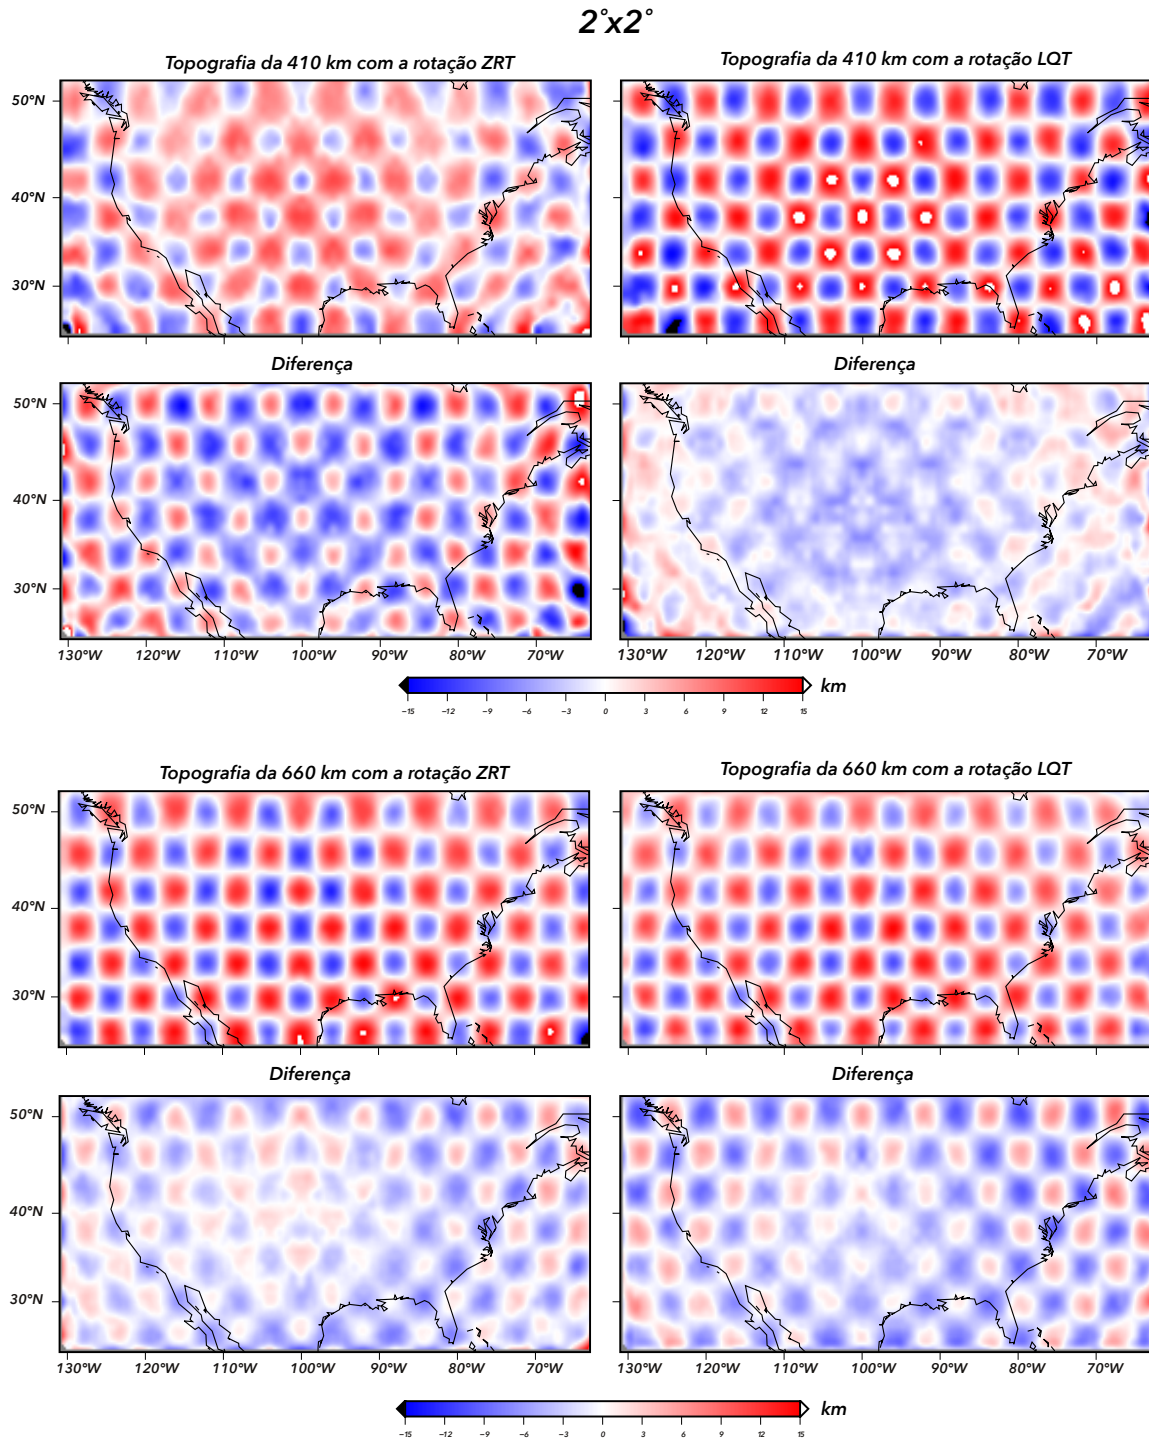 2°x2°
Topografia da 410 km com a rotação ZRT
Topografia da 410 km com a rotação LQT
50°N
40°N
30°N
Diferença
Diferença
50°N
40°N
30°N
130°W 120°W 110°W 100°W 90°W 80°W 70°W
130°W 120°W 110°W 100°W 90°W 80°W 70°W
km
−15 −12 −9 −6 −3 0 3 6 9 12 15
Topografia da 660 km com a rotação ZRT
Topografia da 660 km com a rotação LQT
50°N
40°N
30°N
Diferença
Diferença
50°N
40°N
30°N
130°W 120°W 110°W 100°W 90°W 80°W 70°W
130°W 120°W 110°W 100°W 90°W 80°W 70°W
km
−15 −12 −9 −6 −3 0 3 6 9 12 15